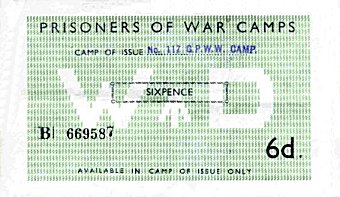 PRISONERS OF WAR CAMPS
CAMP OF ISSUE No. 117 G.P.W.W. CAMP.
W D
SIXPENCE
B 669587
6d.
AVAILABLE IN CAMP OF ISSUE ONLY